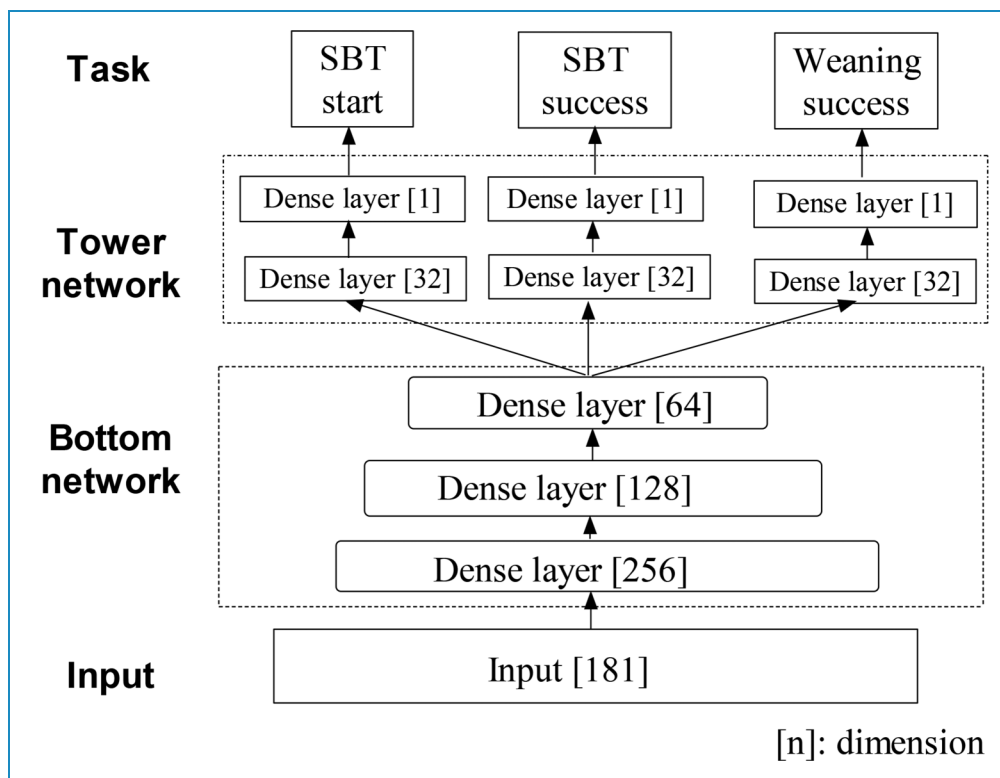 Task
SBT
start
SBT
success
Weaning
success
Tower
network
Dense layer [1]
Dense layer [1]
Dense layer [1]
Dense layer [32]
Dense layer [32]
Dense layer [32]
Bottom
network
Dense layer [64]
Dense layer [128]
Dense layer [256]
Input
Input [181]
[n]: dimension